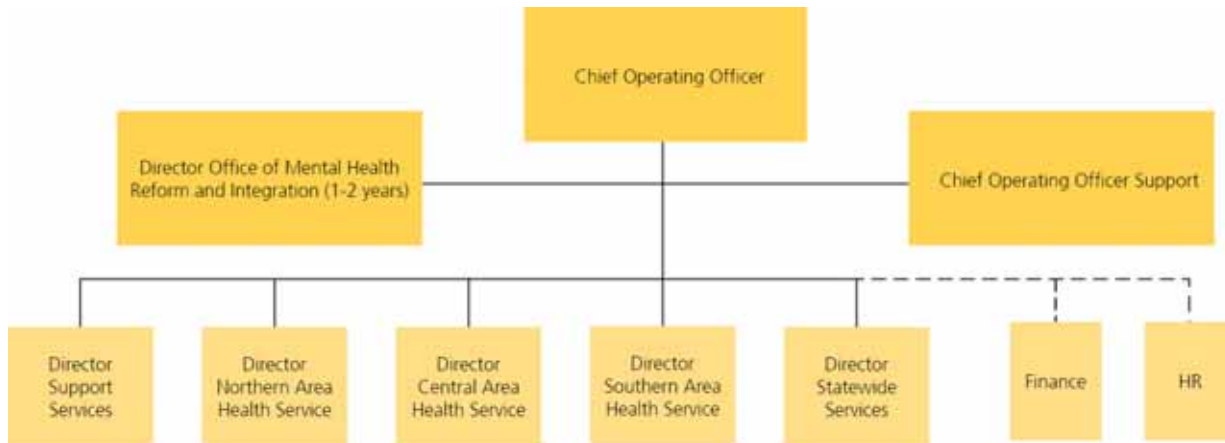 Chief Operating Officer
Director Office of Mental Health
Reform and Integration (1-2 years)
Chief Operating Officer Support
Director
Support
Services
Director
Northern Area
Health Service
Director
Central Area
Health Service
Director
Southern Area
Health Service
Director
Statewide
Services
Finance
HR